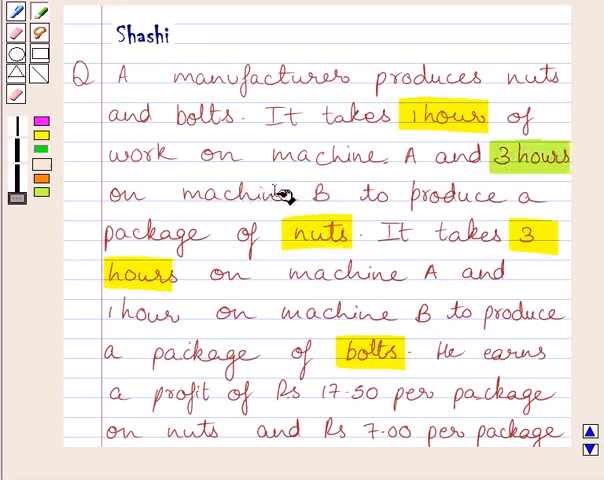 Shashi
Q A manufacturer produces nuts
and bolts. It takes 1 hour of
work on machine A and 3 hours
on machine B to produce a
package of nuts. It takes 3
hours on machine A and
1 hour on machine B to produce
a package of bolts. He earns
a profit of Rs 17.50 per package
on nuts and Rs 7.00 per package